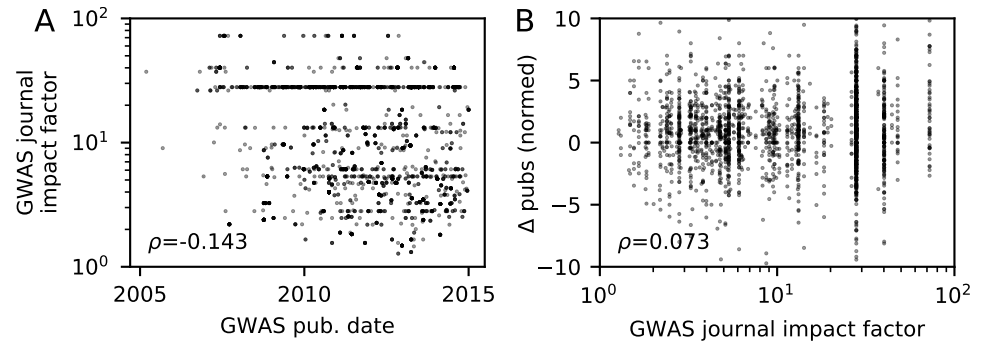 A
GWAS journal
impact factor
10²
10¹
10⁰
ρ=-0.143
2005
2010
2015
GWAS pub. date
B
Δ pubs (normed)
10
5
0
−5
−10
ρ=0.073
10⁰
10¹
10²
GWAS journal impact factor